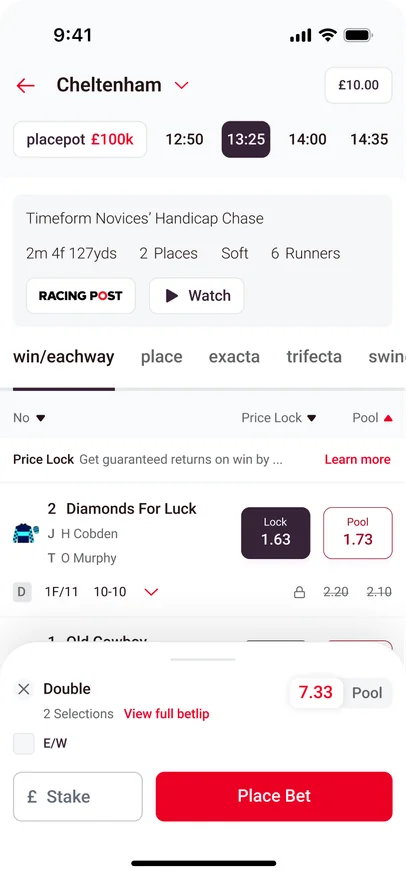 9:41
Cheltenham
£10.00
placepot £100k 12:50 13:25 14:00 14:35
Timeform Novices' Handicap Chase
2m 4f 127yds 2 Places Soft 6 Runners
RACING POST Watch
win/eachway place exacta trifecta swin
No Price Lock Pool
Price Lock Get guaranteed returns on win by ... Learn more
2 Diamonds For Luck
J H Cobden
T O Murphy
Lock
1.63
Pool
1.73
D 1F/11 10-10 2.20 2.10
1 Old Cowboy
Double
7.33 Pool
2 Selections View full betlip
E/W
£ Stake
Place Bet